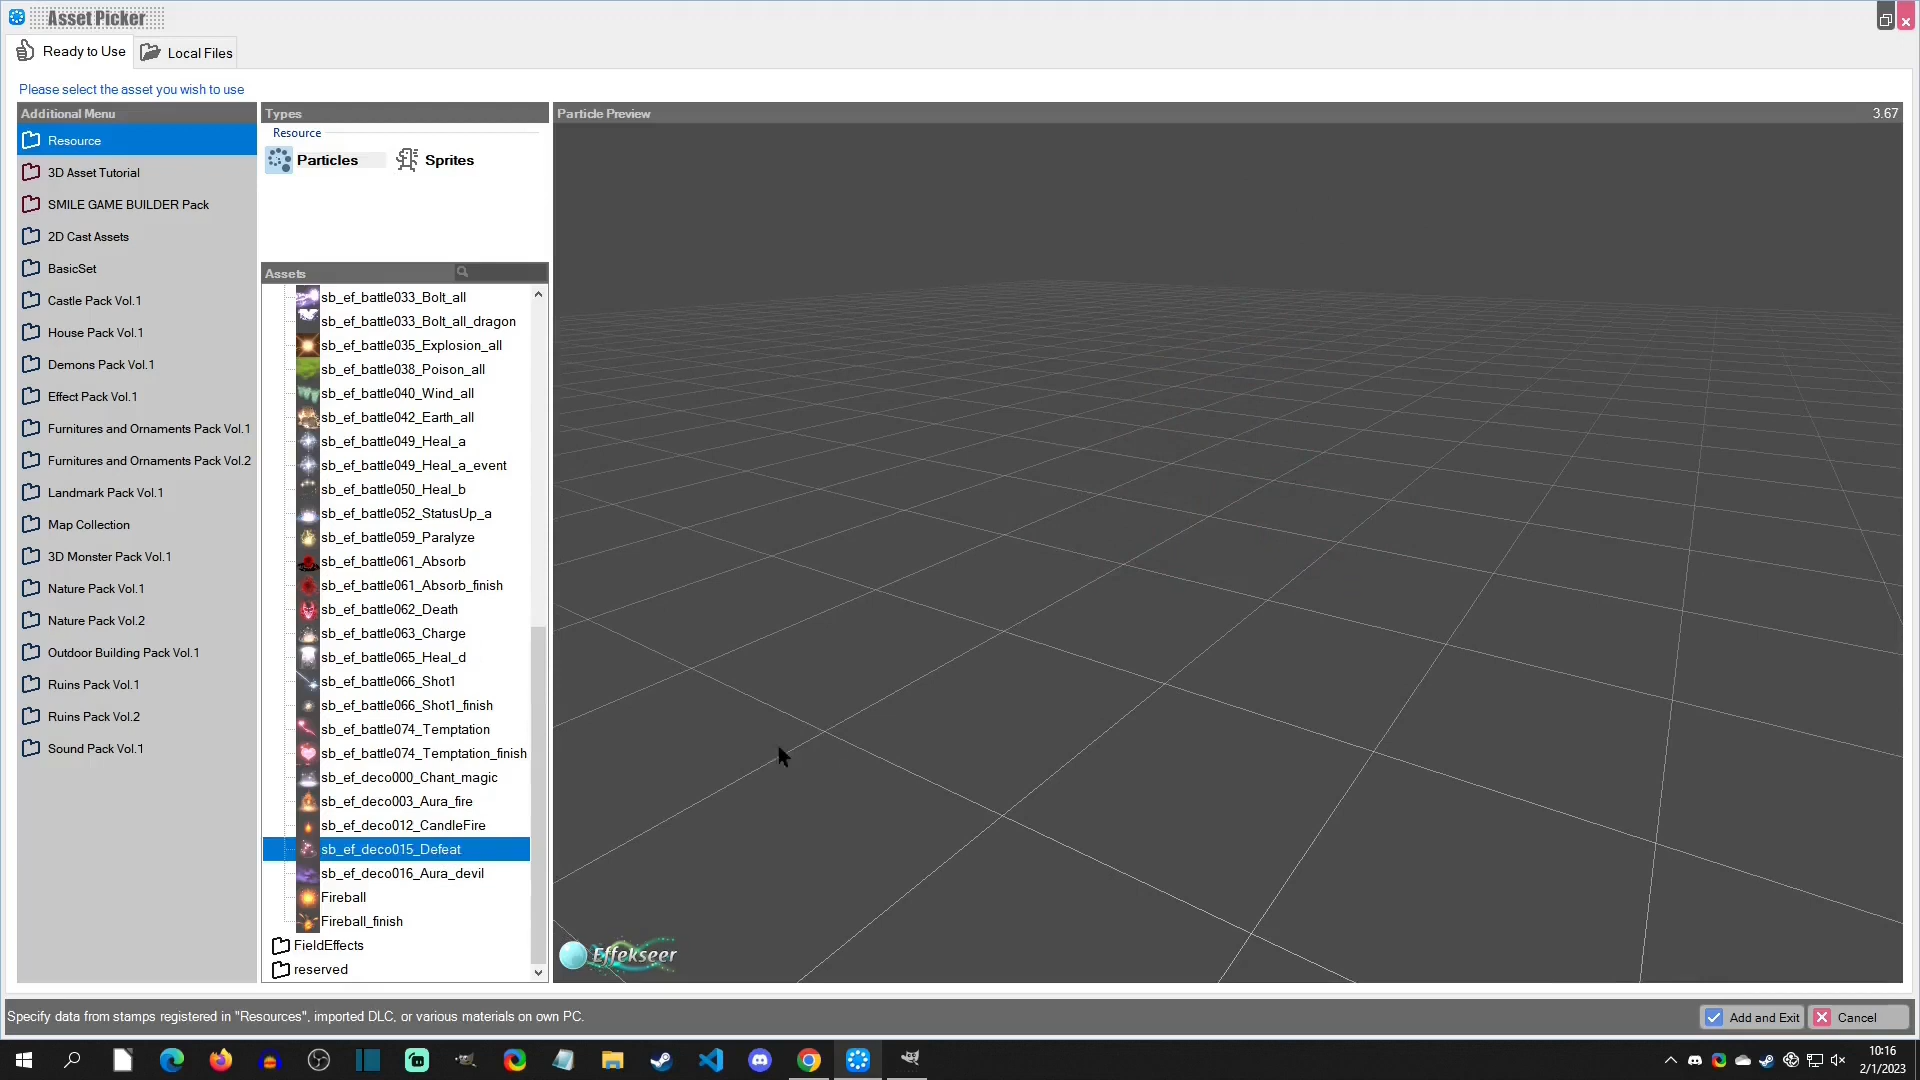 Asset Picker
Ready to Use
Local Files
Please select the asset you wish to use
Additional Menu
Resource
3D Asset Tutorial
SMILE GAME BUILDER Pack
2D Cast Assets
BasicSet
Castle Pack Vol.1
House Pack Vol.1
Demons Pack Vol.1
Effect Pack Vol.1
Furnitures and Ornaments Pack Vol.1
Furnitures and Ornaments Pack Vol.2
Landmark Pack Vol.1
Map Collection
3D Monster Pack Vol.1
Nature Pack Vol.1
Nature Pack Vol.2
Outdoor Building Pack Vol.1
Ruins Pack Vol.1
Ruins Pack Vol.2
Sound Pack Vol.1
Types
Resource
Particles
Sprites
Assets
sb_ef_battle033_Bolt_all
sb_ef_battle033_Bolt_all_dragon
sb_ef_battle035_Explosion_all
sb_ef_battle038_Poison_all
sb_ef_battle040_Wind_all
sb_ef_battle042_Earth_all
sb_ef_battle049_Heal_a
sb_ef_battle049_Heal_a_event
sb_ef_battle050_Heal_b
sb_ef_battle052_StatusUp_a
sb_ef_battle059_Paralyze
sb_ef_battle061_Absorb
sb_ef_battle061_Absorb_finish
sb_ef_battle062_Death
sb_ef_battle063_Charge
sb_ef_battle065_Heal_d
sb_ef_battle066_Shot1
sb_ef_battle066_Shot1_finish
sb_ef_battle074_Temptation
sb_ef_battle074_Temptation_finish
sb_ef_deco000_Chant_magic
sb_ef_deco003_Aura_fire
sb_ef_deco012_CandleFire
sb_ef_deco015_Defeat
sb_ef_deco016_Aura_devil
Fireball
Fireball_finish
FieldEffects
reserved
Particle Preview
3.67
Effekseer
Specify data from stamps registered in "Resources", imported DLC, or various materials on own PC.
Add and Exit
Cancel
10:16
2/1/2023